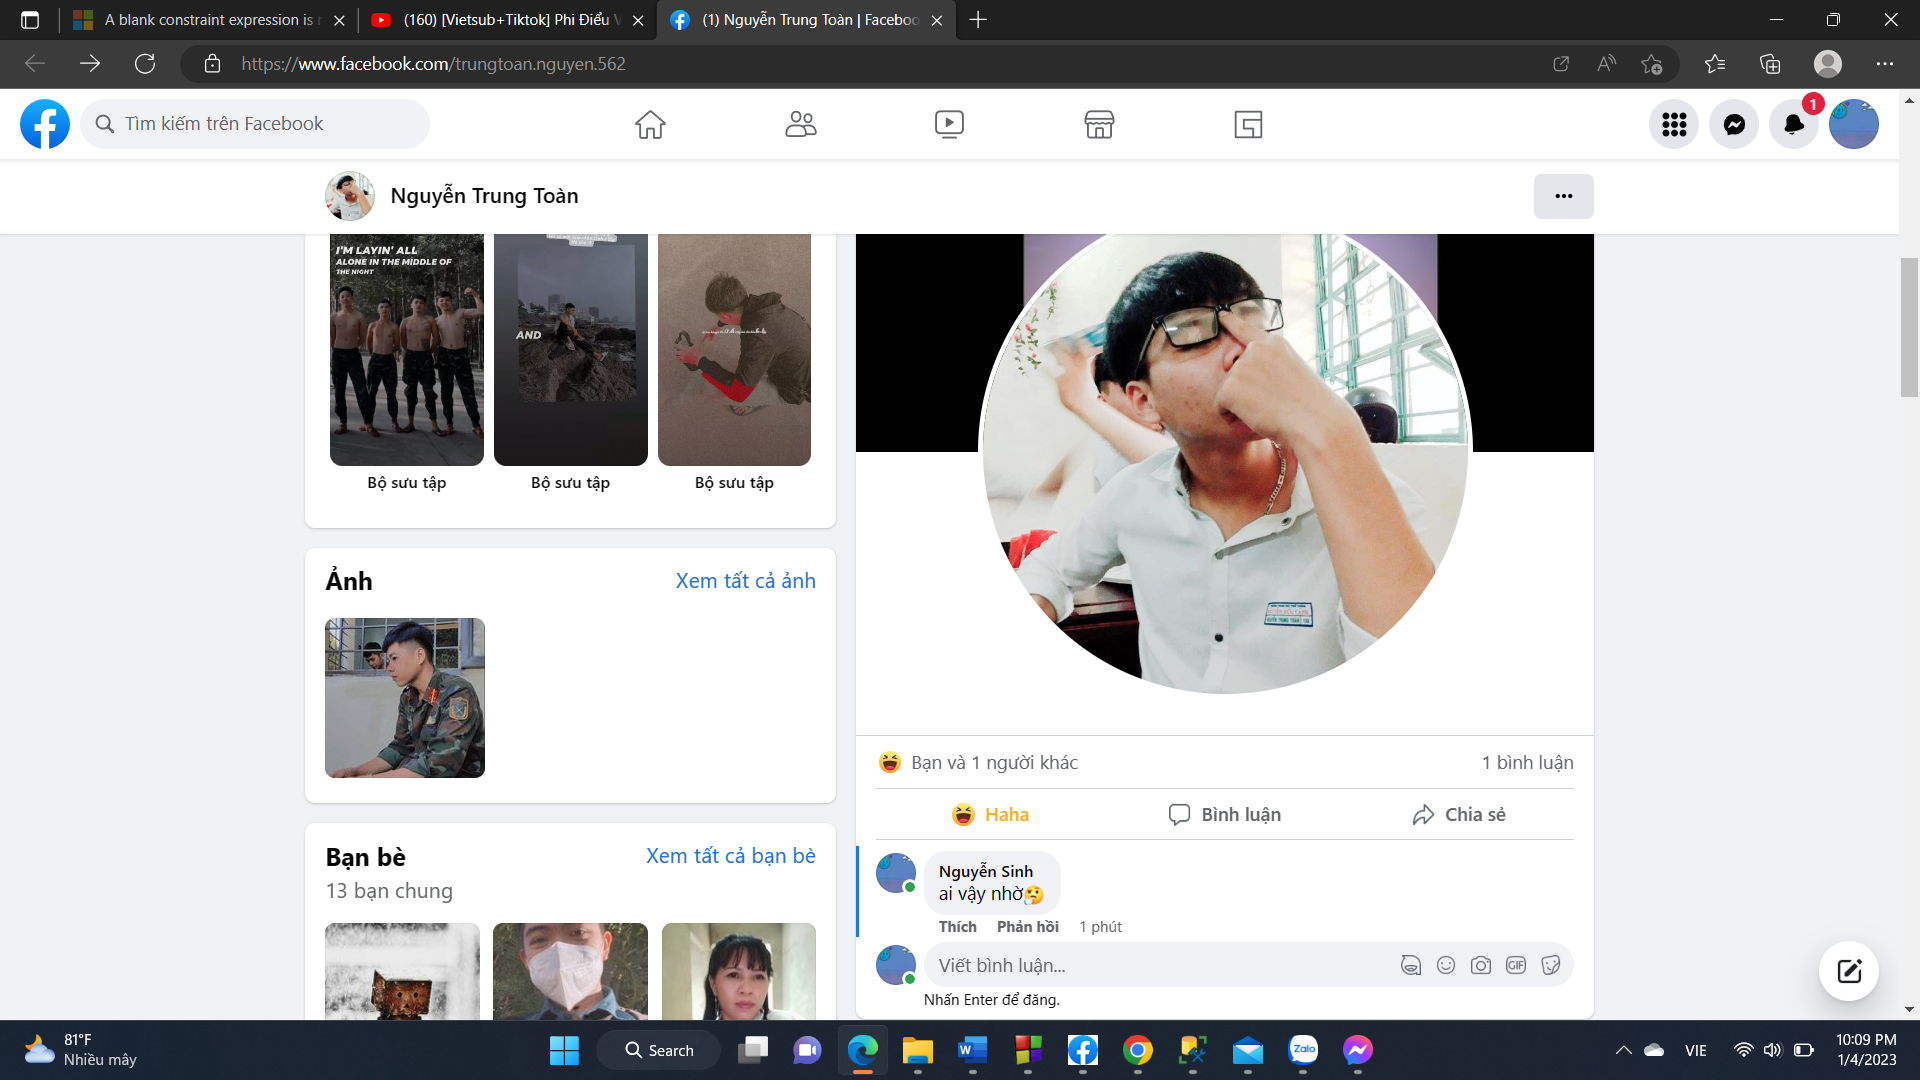 A blank constraint expression is
(160) [Vietsub+Tiktok] Phi Điểu
(1) Nguyễn Trung Toàn | Faceboo
https://www.facebook.com/trungtoan.nguyen.562
Tìm kiếm trên Facebook
1
Nguyễn Trung Toàn
I'M LAYIN' ALL
ALONE IN THE MIDDLE OF
THE NIGHT
AND
Bộ sưu tập
Bộ sưu tập
Bộ sưu tập
Ảnh
Xem tất cả ảnh
Bạn bè
Xem tất cả bạn bè
13 bạn chung
Bạn và 1 người khác
1 bình luận
Haha
Bình luận
Chia sẻ
Nguyễn Sinh
ai vậy nhờ
Thích
Phản hồi
1 phút
Viết bình luận...
GIF
Nhấn Enter để đăng.
81°F
Nhiều mây
Search
Zalo
VIE
10:09 PM
1/4/2023